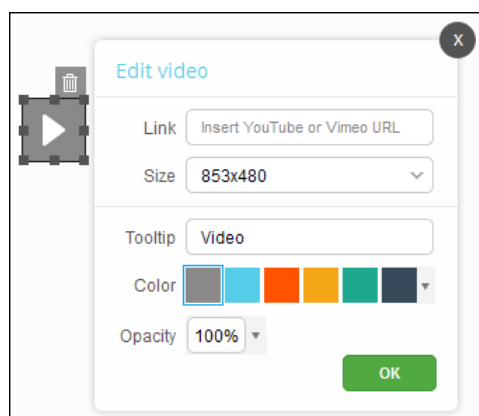 X
Edit video
Link Insert YouTube or Vimeo URL
Size 853x480
Tooltip Video
Color
Opacity 100%
OK